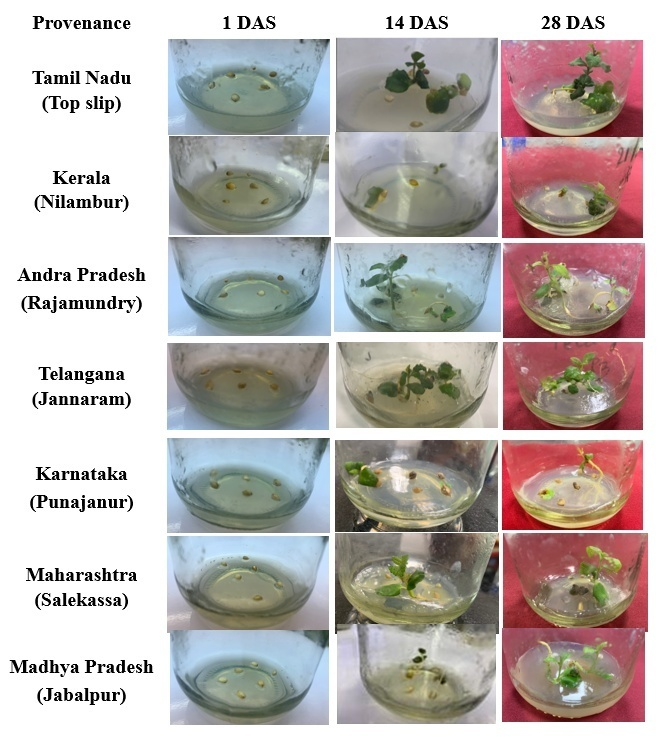 Provenance 1 DAS 14 DAS 28 DAS
Tamil Nadu
(Top slip)
Kerala
(Nilambur)
Andra Pradesh
(Rajamundry)
Telangana
(Jannaram)
Karnataka
(Punajanur)
Maharashtra
(Salekassa)
Madhya Pradesh
(Jabalpur)